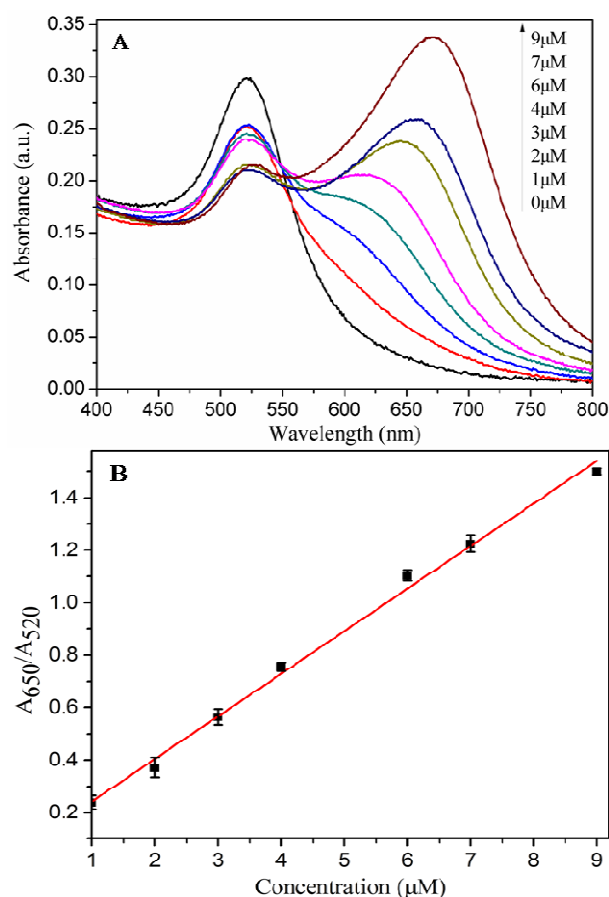 A
9μM
7μM
6μM
4μM
3μM
2μM
1μM
0μM
0.35
0.30
0.25
0.20
0.15
0.10
0.05
0.00
Absorbance (a.u.)
400 450 500 550 600 650 700 750 800
Wavelength (nm)
B
1.4
1.2
1.0
0.8
0.6
0.4
0.2
A650/A520
1 2 3 4 5 6 7 8 9
Concentration (μM)